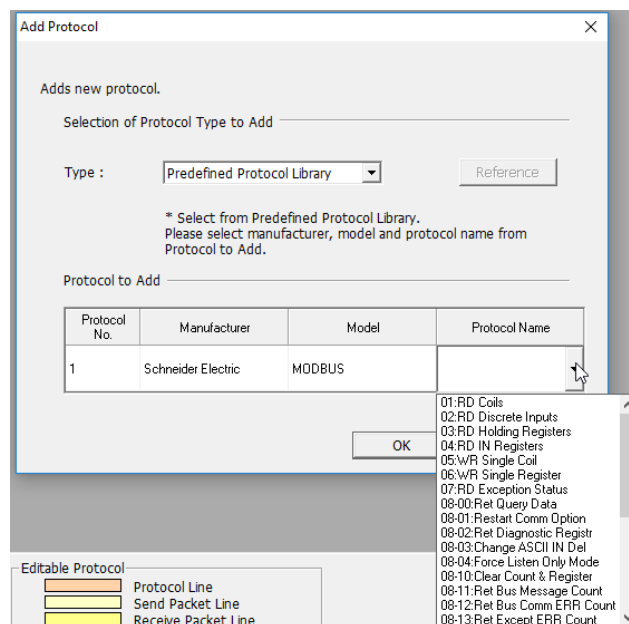 Add Protocol
Adds new protocol.
Selection of Protocol Type to Add
Type :
Predefined Protocol Library
Reference
* Select from Predefined Protocol Library.
Please select manufacturer, model and protocol name from
Protocol to Add.
Protocol to Add
Protocol No. Manufacturer Model Protocol Name
1 Schneider Electric MODBUS
01:RD Coils
02:RD Discrete Inputs
03:RD Holding Registers
04:RD IN Registers
05:WR Single Coil
06:WR Single Register
07:RD Exception Status
08-00:Ret Query Data
08-01:Restart Comm Option
08-02:Ret Diagnostic Registr
08-03:Change ASCII IN Del
08-04:Force Listen Only Mode
08-10:Clear Count & Register
08-11:Ret Bus Message Count
08-12:Ret Bus Comm ERR Count
08-13:Ret Except ERR Count
OK
Editable Protocol
Protocol Line
Send Packet Line
Receive Packet Line